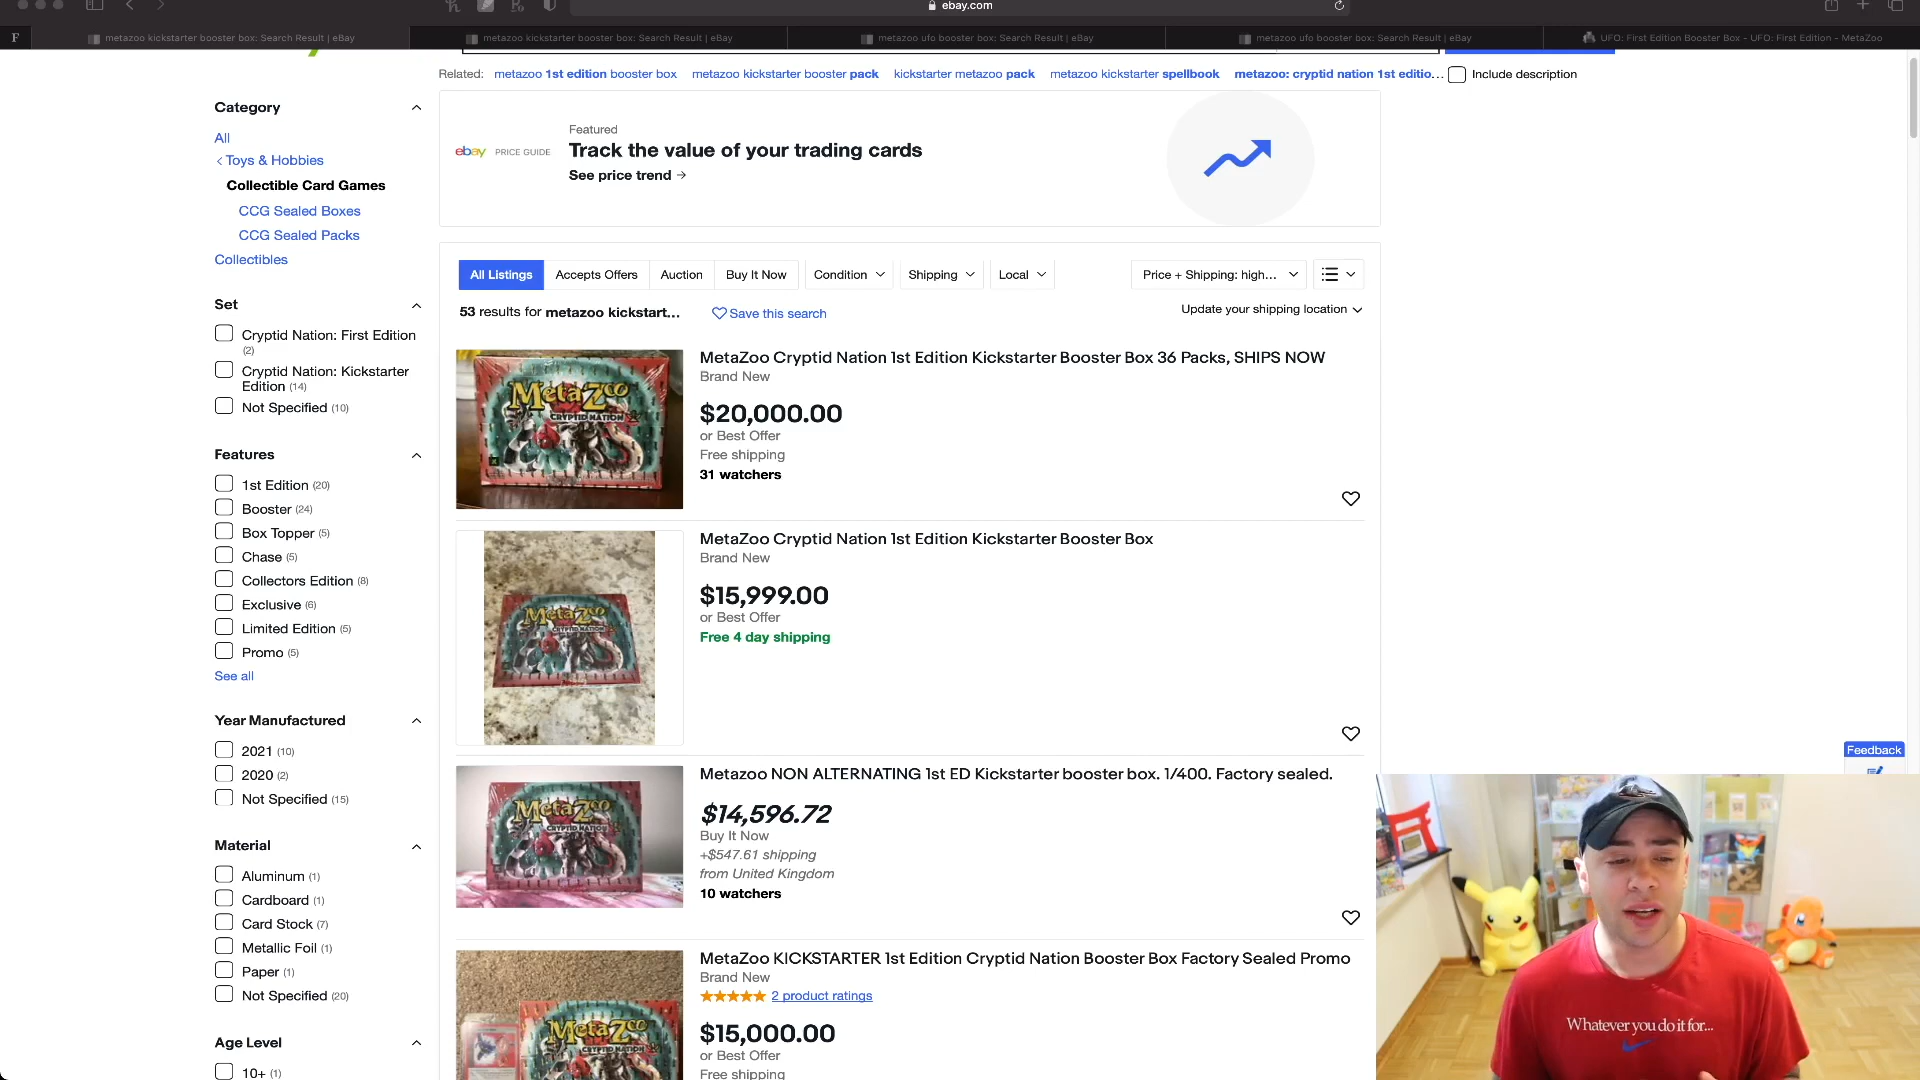 ebay.com
F
metazoo kickstarter booster box: Search Result | eBay
metazoo kickstarter booster box: Search Result | eBay
metazoo ufo booster box: Search Result | eBay
metazoo ufo booster box: Search Result | eBay
UFO: First Edition Booster Box - UFO: First Edition - MetaZoo
Related: metazoo 1st edition booster box metazoo kickstarter booster pack kickstarter metazoo pack metazoo kickstarter spellbook metazoo: cryptid nation 1st editio... Include description
Category
All
Toys & Hobbies
Collectible Card Games
CCG Sealed Boxes
CCG Sealed Packs
Collectibles
Set
Cryptid Nation: First Edition
(2)
Cryptid Nation: Kickstarter
Edition (14)
Not Specified (10)
Features
1st Edition (20)
Booster (24)
Box Topper (5)
Chase (5)
Collectors Edition (8)
Exclusive (6)
Limited Edition (5)
Promo (5)
See all
Year Manufactured
2021 (10)
2020 (2)
Not Specified (15)
Material
Aluminum (1)
Cardboard (1)
Card Stock (7)
Metallic Foil (1)
Paper (1)
Not Specified (20)
Age Level
10+ (1)
Featured
ebay PRICE GUIDE
Track the value of your trading cards
See price trend →
All Listings Accepts Offers Auction Buy It Now Condition Shipping Local Price + Shipping: high...
53 results for metazoo kickstart... Save this search Update your shipping location
MetaZoo
CRYPTID NATION
MetaZoo Cryptid Nation 1st Edition Kickstarter Booster Box 36 Packs, SHIPS NOW
Brand New
$20,000.00
or Best Offer
Free shipping
31 watchers
MetaZoo
CRYPTID NATION
MetaZoo Cryptid Nation 1st Edition Kickstarter Booster Box
Brand New
$15,999.00
or Best Offer
Free 4 day shipping
MetaZoo
CRYPTID NATION
Metazoo NON ALTERNATING 1st ED Kickstarter booster box. 1/400. Factory sealed.
$14,596.72
Buy It Now
+$547.61 shipping
from United Kingdom
10 watchers
MetaZoo
CRYPTID NATION
MetaZoo KICKSTARTER 1st Edition Cryptid Nation Booster Box Factory Sealed Promo
Brand New
2 product ratings
$15,000.00
or Best Offer
Free shipping
Feedback
Whatever you do it for...